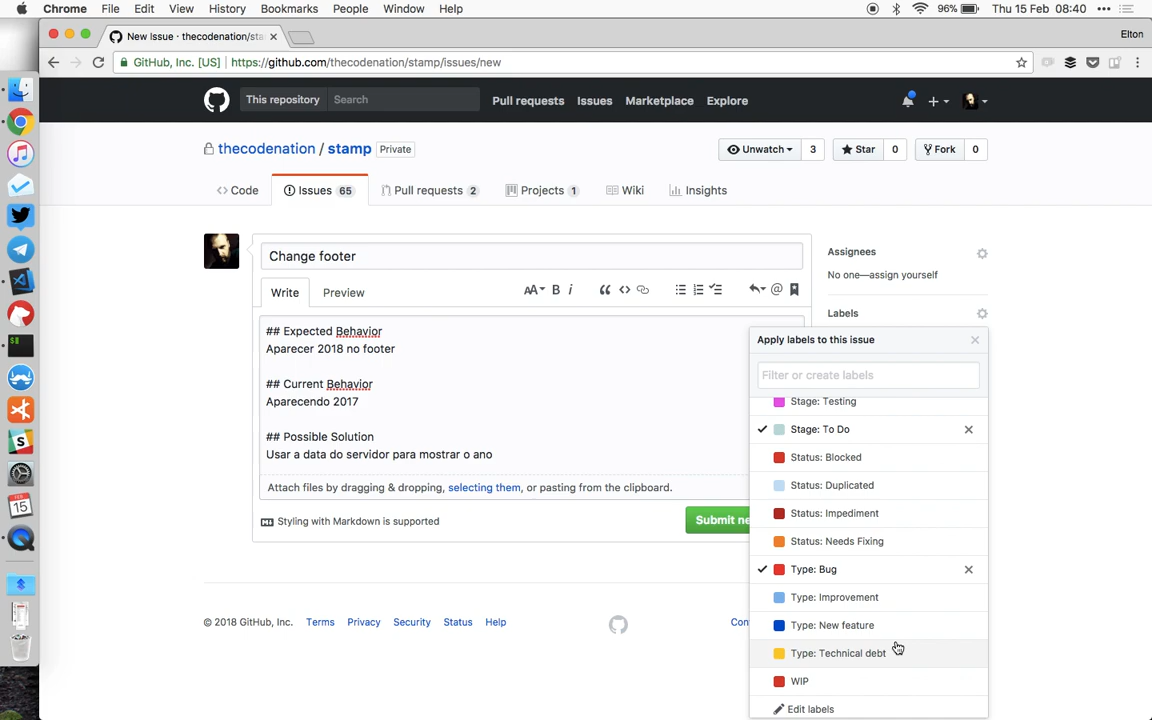 Chrome File Edit View History Bookmarks People Window Help 96% Thu 15 Feb 08:40
New Issue · thecodenation/sta
Elton
GitHub, Inc. [US] | https://github.com/thecodenation/stamp/issues/new
This repository Search Pull requests Issues Marketplace Explore
thecodenation / stamp Private Unwatch 3 Star 0 Fork 0
Code Issues 65 Pull requests 2 Projects 1 Wiki Insights
Change footer
Write Preview
AA B i
## Expected Behavior
Aparecer 2018 no footer
## Current Behavior
Aparecendo 2017
## Possible Solution
Usar a data do servidor para mostrar o ano
Attach files by dragging & dropping, selecting them, or pasting from the clipboard.
Styling with Markdown is supported
Submit ne
Assignees
No one—assign yourself
Labels
Apply labels to this issue
Filter or create labels
Stage: Testing
Stage: To Do
Status: Blocked
Status: Duplicated
Status: Impediment
Status: Needs Fixing
Type: Bug
Type: Improvement
Type: New feature
Type: Technical debt
WIP
Edit labels
© 2018 GitHub, Inc. Terms Privacy Security Status Help
Con
15